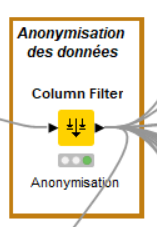 Anonymisation
des données
Column Filter
Anonymisation